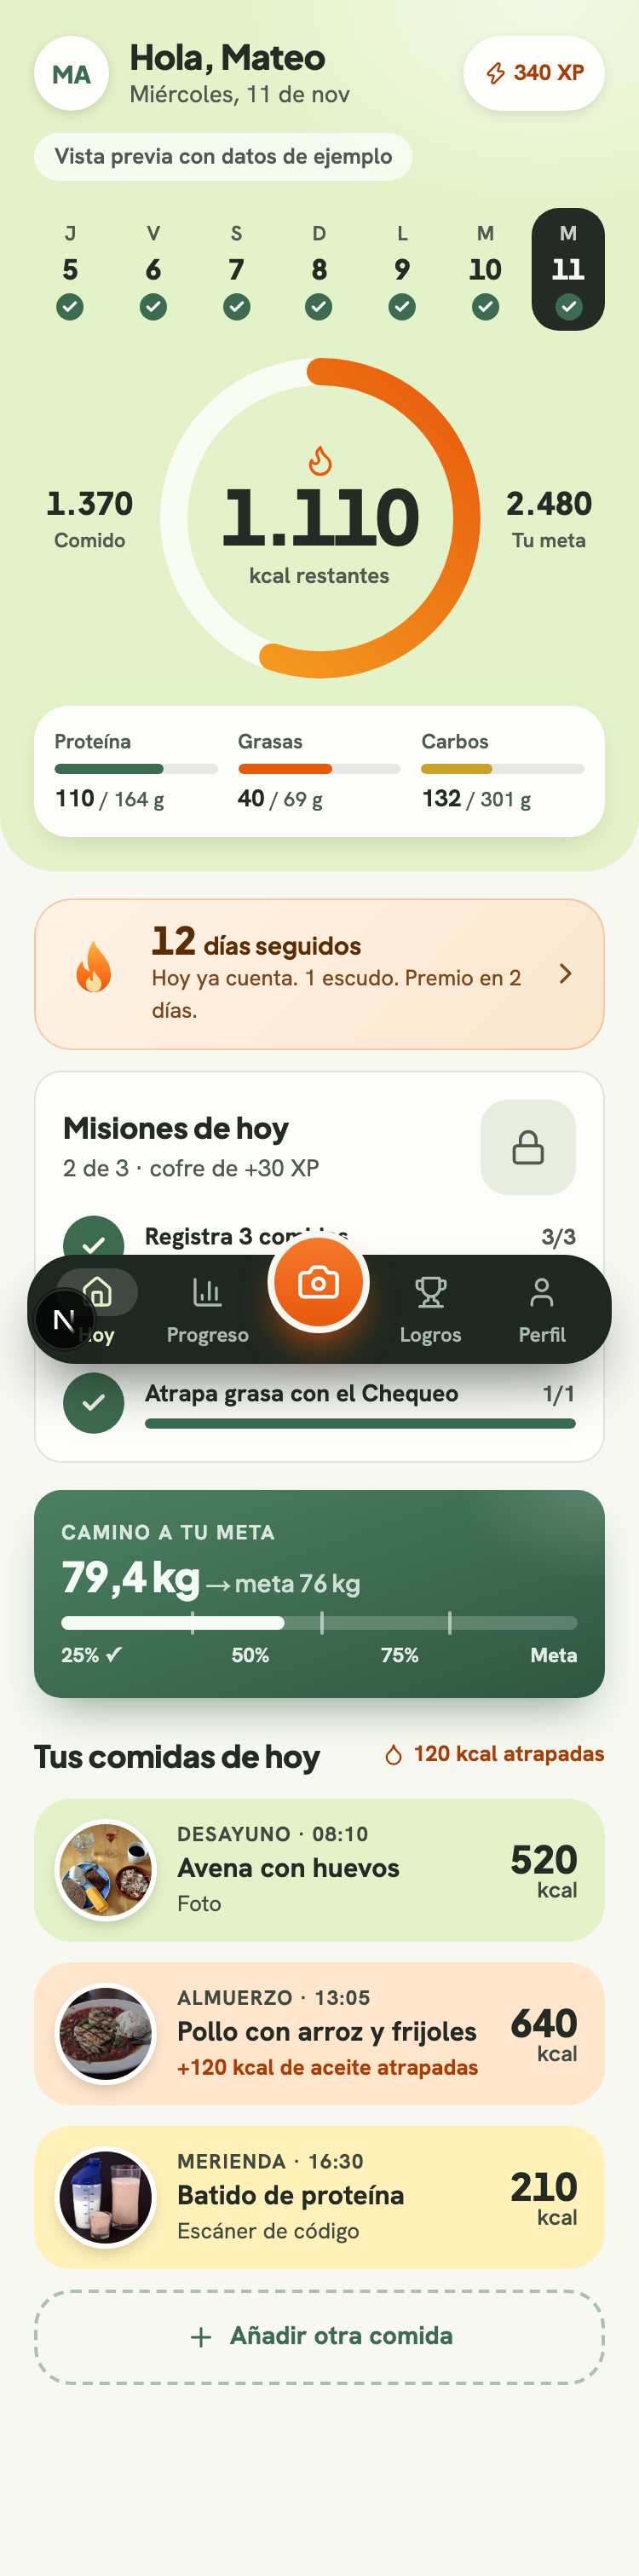 MA
Hola, Mateo
Miércoles, 11 de nov
340 XP
Vista previa con datos de ejemplo
J V S D L M M
5 6 7 8 9 10 11
1.110
kcal restantes
1.370
Comido
2.480
Tu meta
Proteína Grasas Carbos
110 / 164 g 40 / 69 g 132 / 301 g
12 días seguidos
Hoy ya cuenta. 1 escudo. Premio en 2
días.
Misiones de hoy
2 de 3 · cofre de +30 XP
Registra 3 comidas 3/3
N
Hoy Progreso Logros Perfil
Atrapa grasa con el Chequeo 1/1
CAMINO A TU META
79,4 kg → meta 76 kg
25% ✓ 50% 75% Meta
Tus comidas de hoy
120 kcal atrapadas
DESAYUNO · 08:10
Avena con huevos
Foto
520
kcal
ALMUERZO · 13:05
Pollo con arroz y frijoles
+120 kcal de aceite atrapadas
640
kcal
MERIENDA · 16:30
Batido de proteína
Escáner de código
210
kcal
+ Añadir otra comida